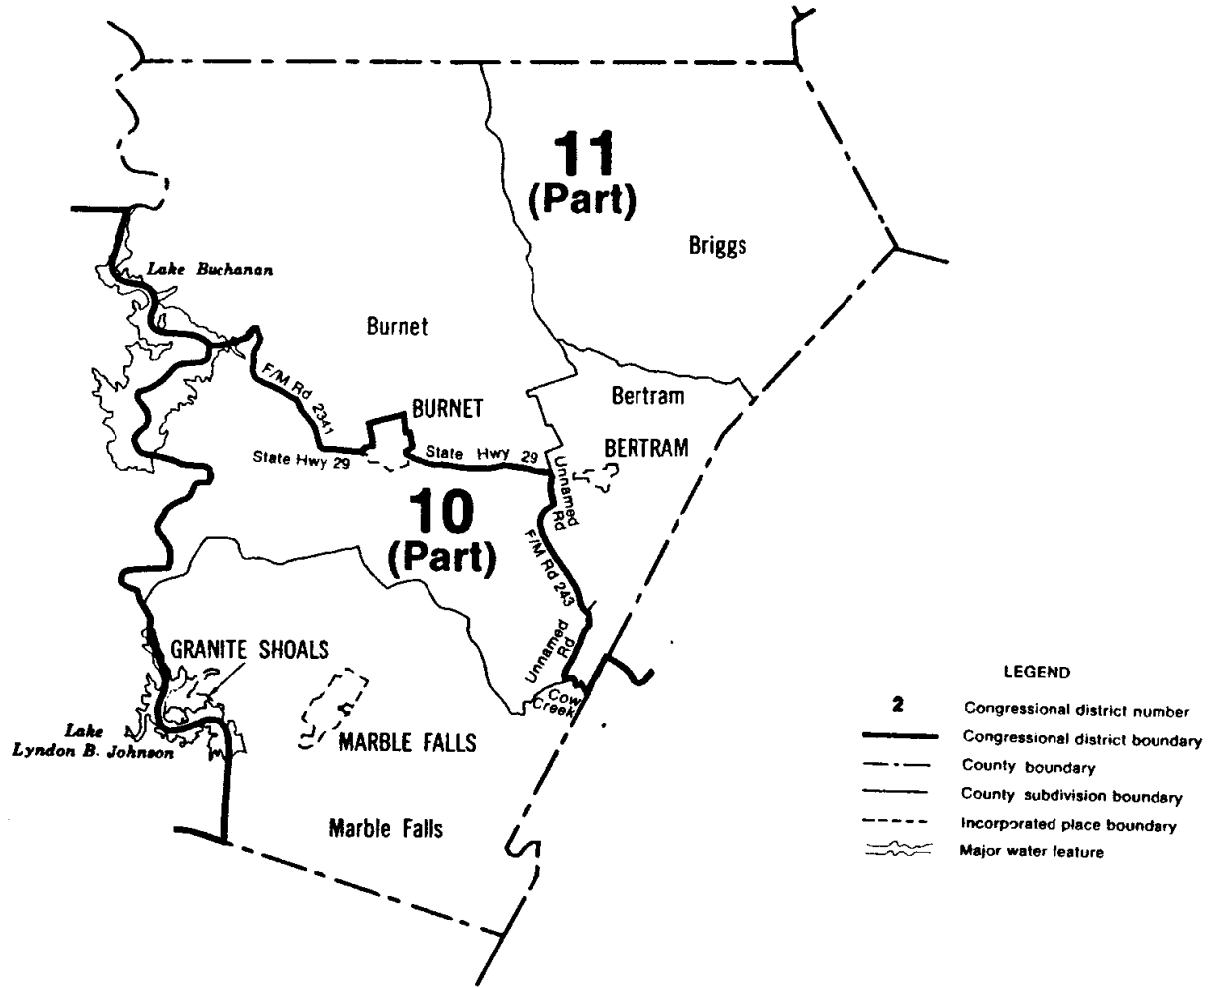 11
(Part)
Briggs
Lake Buchanan
Burnet
F/M Rd 2341
BURNET
Bertram
BERTRAM
State Hwy 29
State Hwy 29
Unnamed
Rd
10
(Part)
F/M Rd 243
Unnamed
Rd
Cow
Creek
GRANITE SHOALS
MARBLE FALLS
Lake
Lyndon B. Johnson
Marble Falls
LEGEND
2 Congressional district number
Congressional district boundary
County boundary
County subdivision boundary
Incorporated place boundary
Major water feature